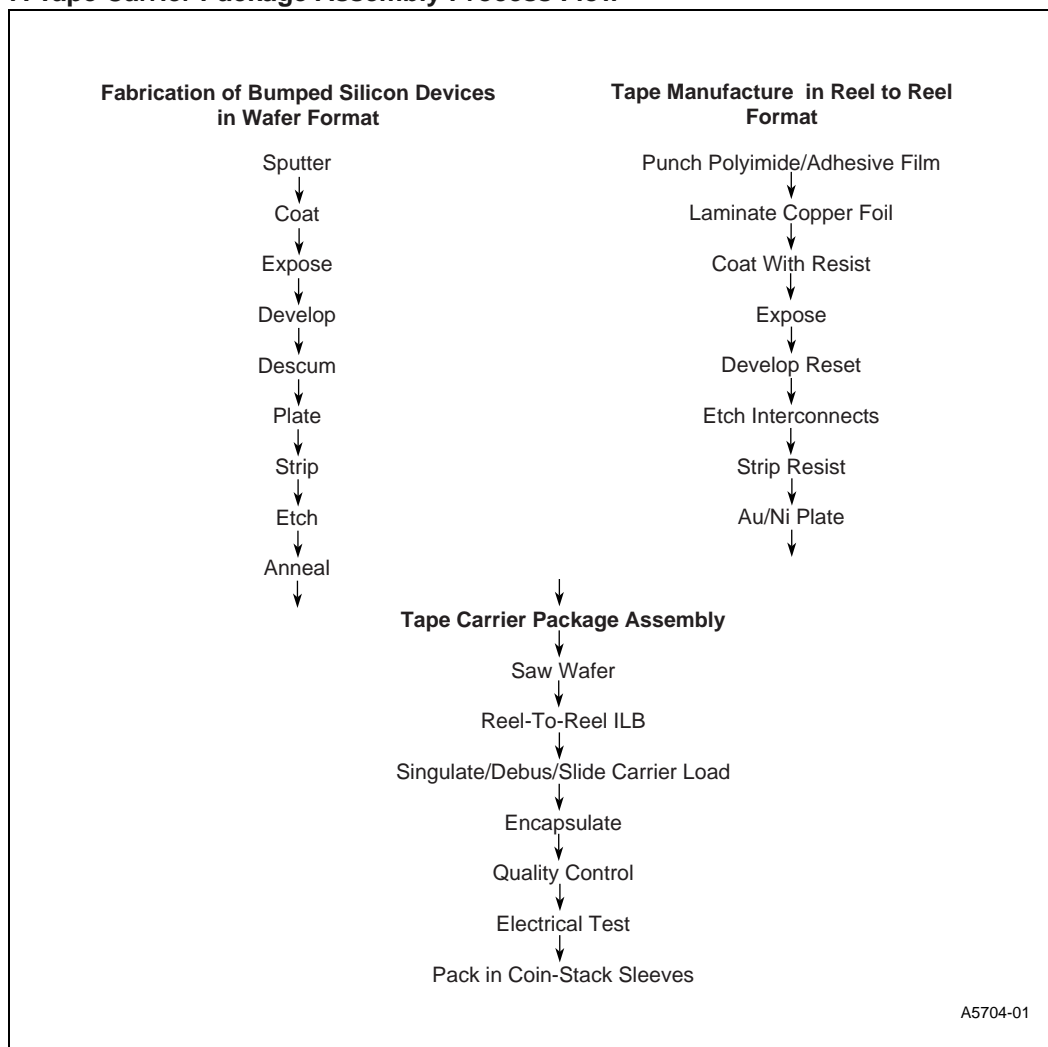 Fabrication of Bumped Silicon Devices
in Wafer Format
Sputter
Coat
Expose
Develop
Descum
Plate
Strip
Etch
Anneal
Tape Manufacture in Reel to Reel
Format
Punch Polyimide/Adhesive Film
Laminate Copper Foil
Coat With Resist
Expose
Develop Reset
Etch Interconnects
Strip Resist
Au/Ni Plate
Tape Carrier Package Assembly
Saw Wafer
Reel-To-Reel ILB
Singulate/Debus/Slide Carrier Load
Encapsulate
Quality Control
Electrical Test
Pack in Coin-Stack Sleeves
A5704-01